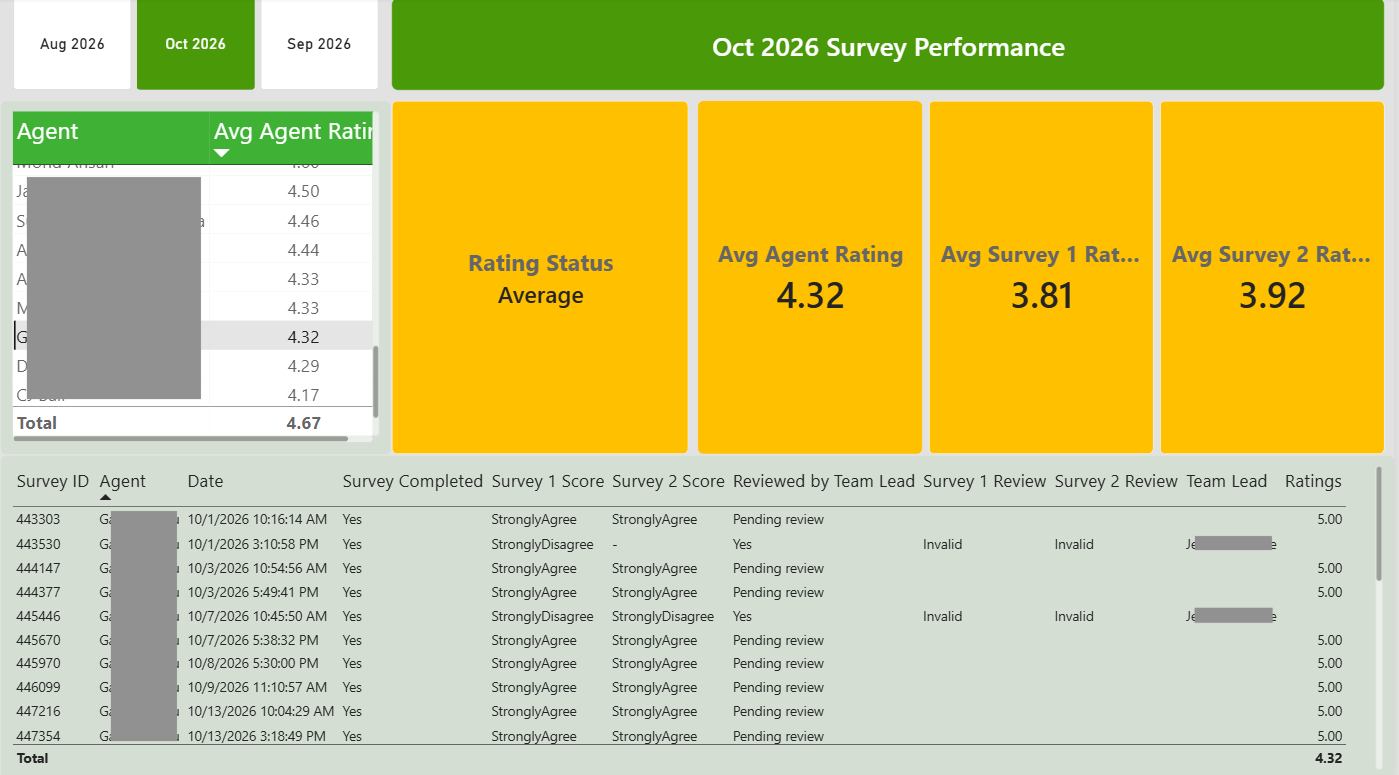 Aug 2026 Oct 2026 Sep 2026
Oct 2026 Survey Performance
Agent Avg Agent Ratin
4.50
4.46
4.44
4.33
4.33
4.32
4.29
4.17
Total 4.67
Rating Status
Average
Avg Agent Rating
4.32
Avg Survey 1 Rat...
3.81
Avg Survey 2 Rat...
3.92
Survey ID Agent Date Survey Completed Survey 1 Score Survey 2 Score Reviewed by Team Lead Survey 1 Review Survey 2 Review Team Lead Ratings
443303 10/1/2026 10:16:14 AM Yes StronglyAgree StronglyAgree Pending review 5.00
443530 10/1/2026 3:10:58 PM Yes StronglyDisagree - Yes Invalid Invalid
444147 10/3/2026 10:54:56 AM Yes StronglyAgree StronglyAgree Pending review 5.00
444377 10/3/2026 5:49:41 PM Yes StronglyAgree StronglyAgree Pending review 5.00
445446 10/7/2026 10:45:50 AM Yes StronglyDisagree StronglyDisagree Yes Invalid Invalid
445670 10/7/2026 5:38:32 PM Yes StronglyAgree StronglyAgree Pending review 5.00
445970 10/8/2026 5:30:00 PM Yes StronglyAgree StronglyAgree Pending review 5.00
446099 10/9/2026 11:10:57 AM Yes StronglyAgree StronglyAgree Pending review 5.00
447216 10/13/2026 10:04:29 AM Yes StronglyAgree StronglyAgree Pending review 5.00
447354 10/13/2026 3:18:49 PM Yes StronglyAgree StronglyAgree Pending review 5.00
Total 4.32